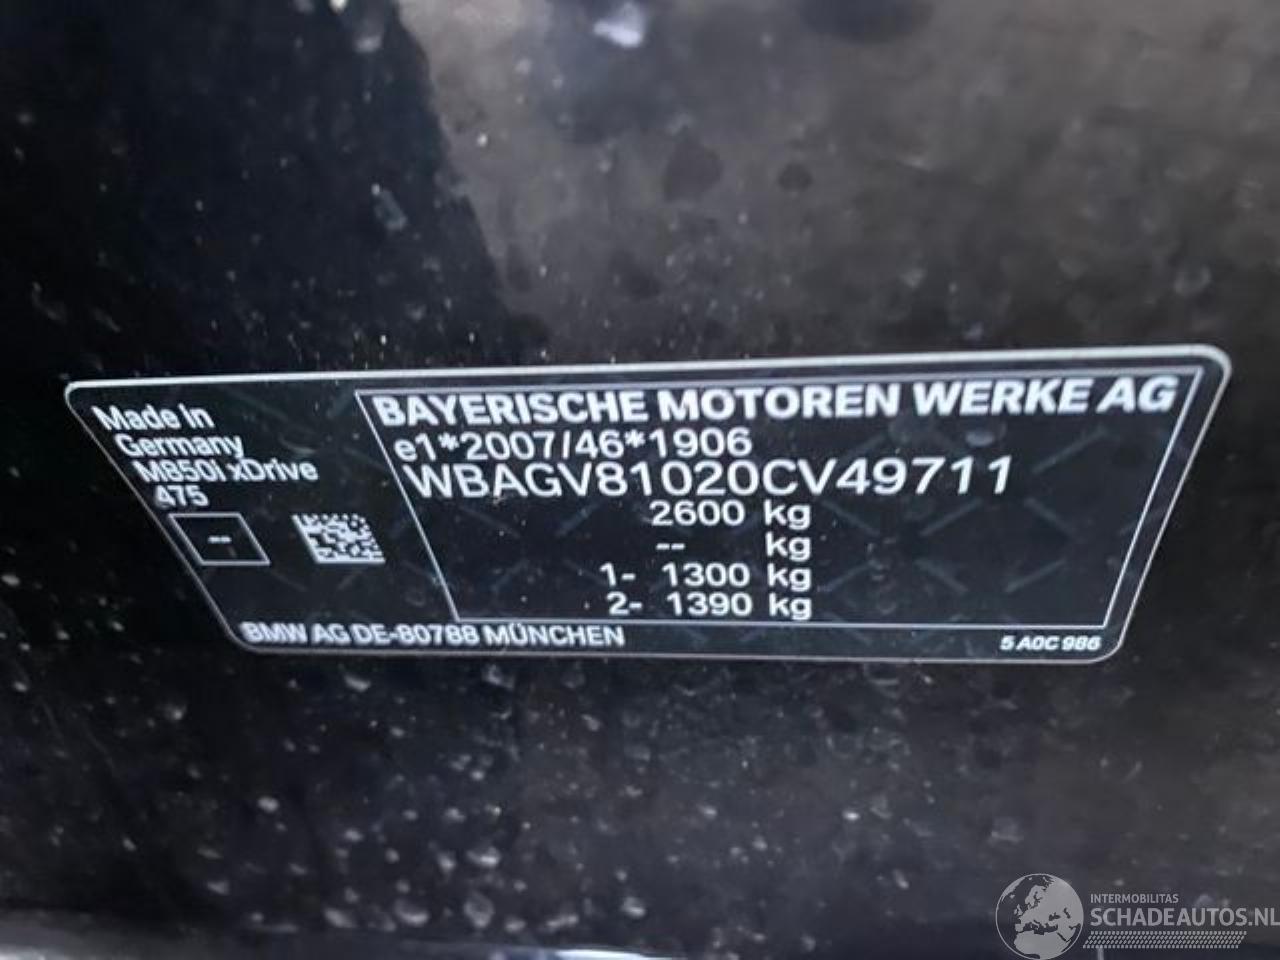 Made in
Germany
M850i xDrive
475
--
BAYERISCHE MOTOREN WERKE AG
e1*2007/46*1906
WBAGV81020CV49711
2600 kg
-- kg
1- 1300 kg
2- 1390 kg
BMW AG DE-80788 MÜNCHEN
5 A0C 986
INTERMOBILITAS
SCHADEAUTOS.NL